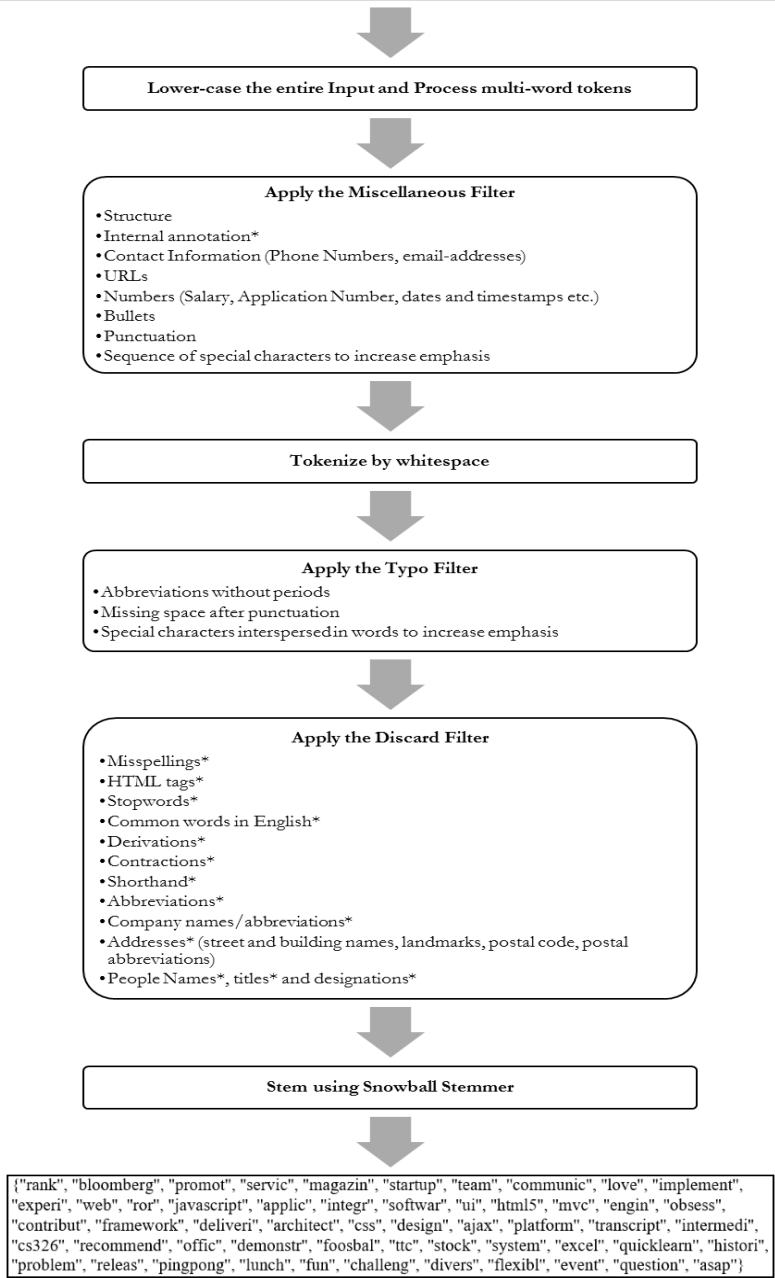 Lower-case the entire Input and Process multi-word tokens
Apply the Miscellaneous Filter
•Structure
•Internal annotation*
•Contact Information (Phone Numbers, email-addresses)
•URLs
•Numbers (Salary, Application Number, dates and timestamps etc.)
•Bullets
•Punctuation
•Sequence of special characters to increase emphasis
Tokenize by whitespace
Apply the Typo Filter
•Abbreviations without periods
•Missing space after punctuation
•Special characters interspersed in words to increase emphasis
Apply the Discard Filter
•Misspellings*
•HTML tags*
•Stopwords*
•Common words in English*
•Derivations*
•Contractions*
•Shorthand*
•Abbreviations*
•Company names/abbreviations*
•Addresses* (street and building names, landmarks, postal code, postal
abbreviations)
•People Names*, titles* and designations*
Stem using Snowball Stemmer
{"rank", "bloomberg", "promot", "servic", "magazin", "startup", "team", "communic", "love", "implement",
"experi", "web", "ror", "javascript", "applic", "integr", "softwar", "ui", "html5", "mvc", "engin", "obsess",
"contribut", "framework", "deliveri", "architect", "css", "design", "ajax", "platform", "transcript", "intermedi",
"cs326", "recommend", "offic", "demonstr", "foosbal", "ttc", "stock", "system", "excel", "quicklearn", "histori",
"problem", "releas", "pingpong", "lunch", "fun", "challeng", "divers", "flexibl", "event", "question", "asap"}